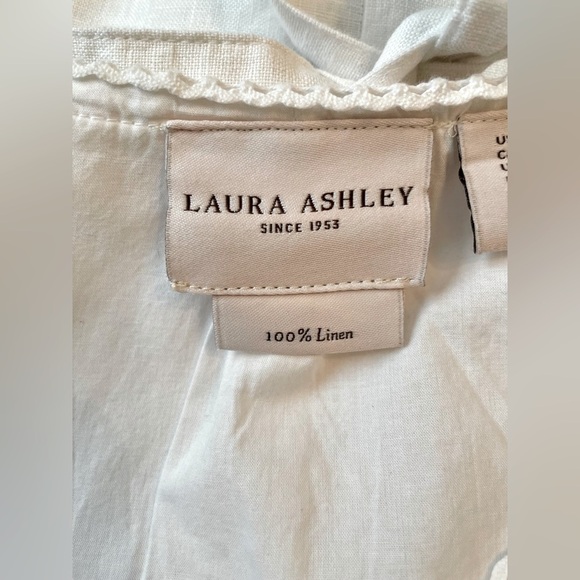 LAURA ASHLEY
SINCE 1953
100% Linen